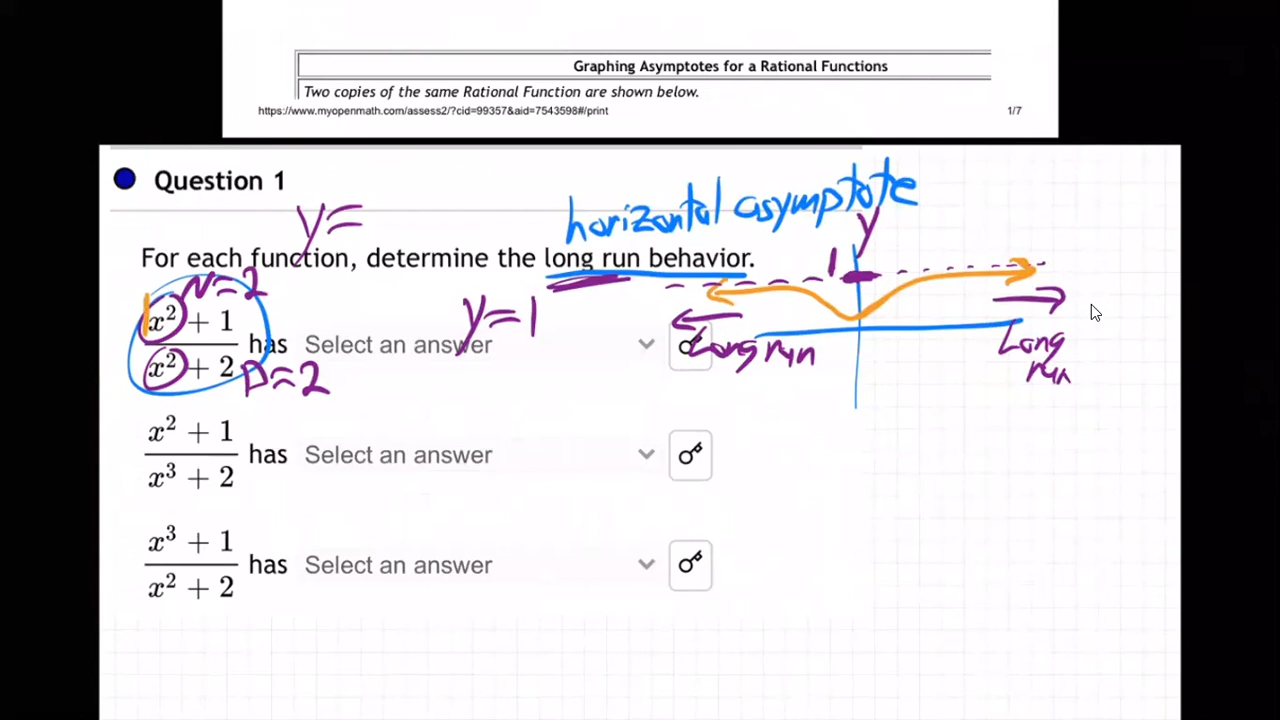 Graphing Asymptotes for a Rational Functions
Two copies of the same Rational Function are shown below.
https://www.myopenmath.com/assess2/?cid=99357&aid=7543598#/print 1/7
Question 1
y=
horizontal asymptote
y
For each function, determine the long run behavior.
1
N=2
x² + 1
y=1
has Select an answer
x² + 2
D=2
Long run
Long
run
x² + 1
has Select an answer
x³ + 2
x³ + 1
has Select an answer
x² + 2